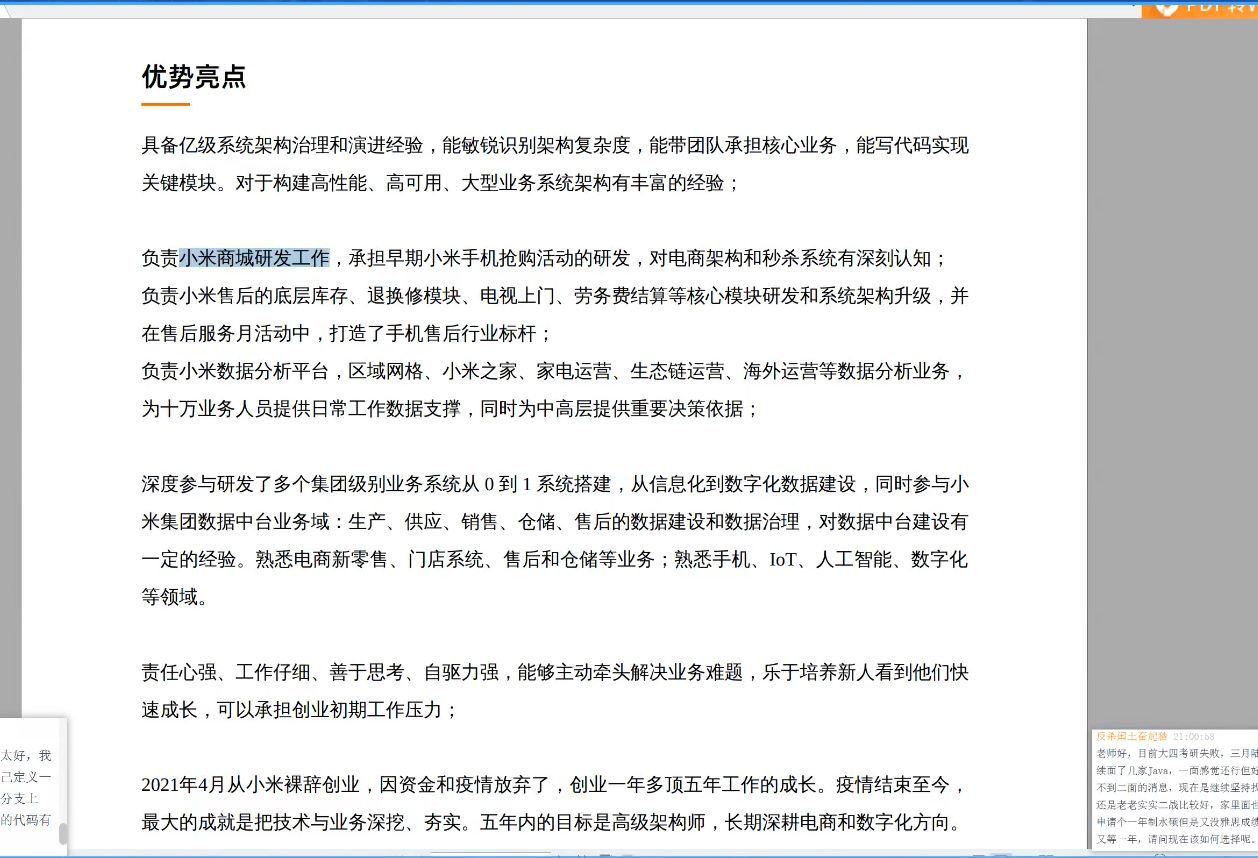 优势亮点
具备亿级系统架构治理和演进经验，能敏锐识别架构复杂度，能带团队承担核心业务，能写代码实现
关键模块。对于构建高性能、高可用、大型业务系统架构有丰富的经验；
负责小米商城研发工作，承担早期小米手机抢购活动的研发，对电商架构和秒杀系统有深刻认知；
负责小米售后的底层库存、退换修模块、电视上门、劳务费结算等核心模块研发和系统架构升级，并
在售后服务月活动中，打造了手机售后行业标杆；
负责小米数据分析平台，区域网格、小米之家、家电运营、生态链运营、海外运营等数据分析业务，
为十万业务人员提供日常工作数据支撑，同时为中高层提供重要决策依据；
深度参与研发了多个集团级别业务系统从 0 到 1 系统搭建，从信息化到数字化数据建设，同时参与小
米集团数据中台业务域：生产、供应、销售、仓储、售后的数据建设和数据治理，对数据中台建设有
一定的经验。熟悉电商新零售、门店系统、售后和仓储等业务；熟悉手机、IoT、人工智能、数字化
等领域。
责任心强、工作仔细、善于思考、自驱力强，能够主动牵头解决业务难题，乐于培养新人看到他们快
速成长，可以承担创业初期工作压力；
2021年4月从小米裸辞创业，因资金和疫情放弃了，创业一年多顶五年工作的成长。疫情结束至今，
最大的成就是把技术与业务深挖、夯实。五年内的目标是高级架构师，长期深耕电商和数字化方向。
太好，我
己定义一
分支上
的代码有
21:00:58
老师好，目前大四考研失败，三月陆
续面了几家Java，一面感觉还行但好
不到二面的消息，现在是继续坚持找
还是老老实实二战比较好，家里面也
申请个一年制水硕但是又没雅思成绩
又等一年，请问现在该如何选择呢。